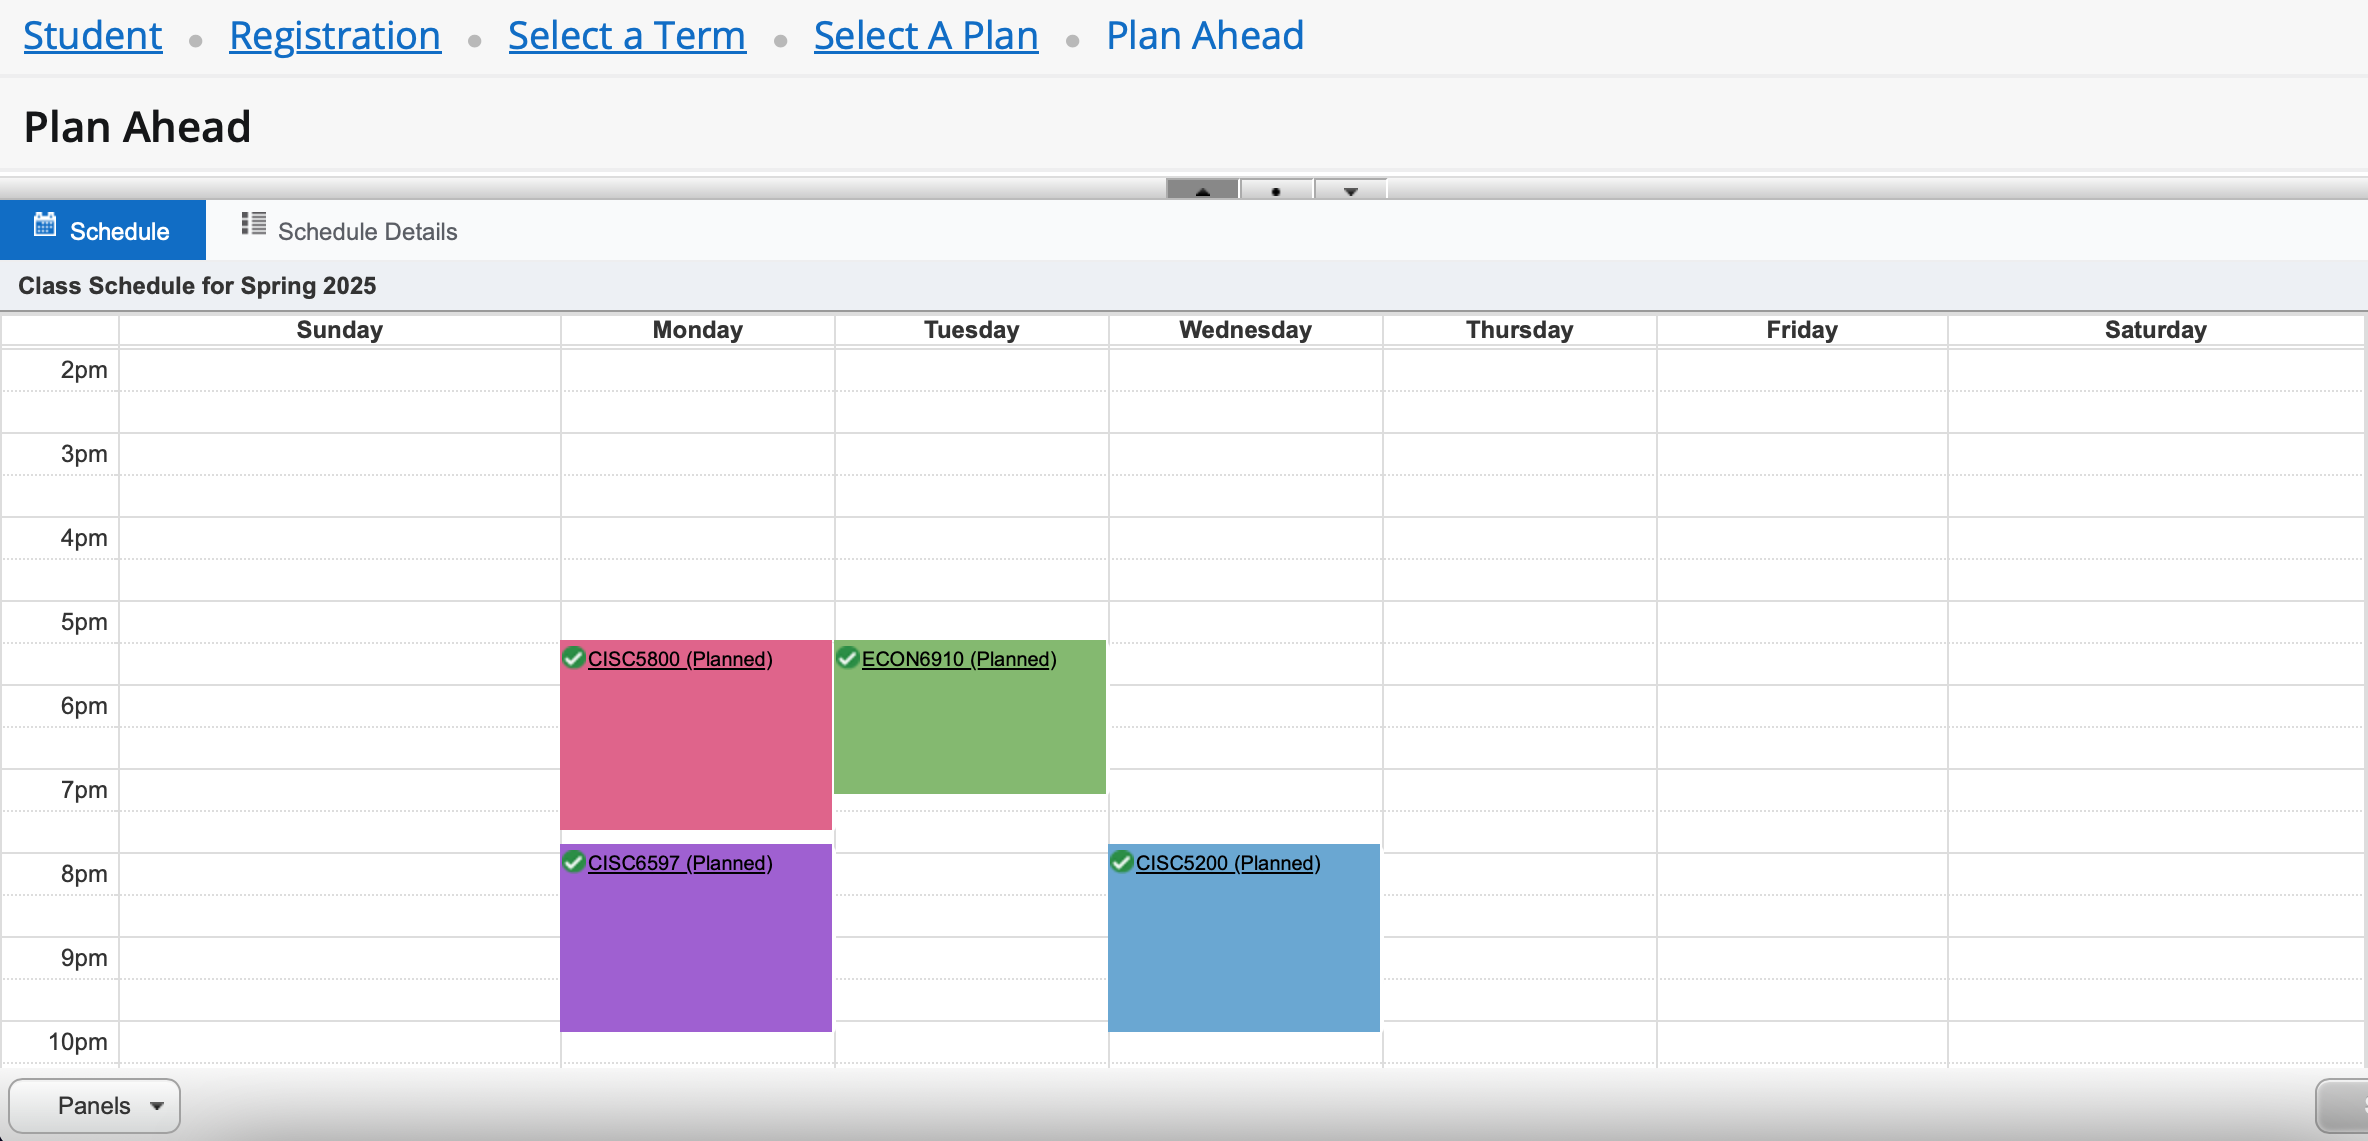 Student • Registration • Select a Term • Select A Plan • Plan Ahead
Plan Ahead
Schedule
Schedule Details
Class Schedule for Spring 2025
Sunday Monday Tuesday Wednesday Thursday Friday Saturday
2pm
3pm
4pm
5pm
CISC5800 (Planned) ECON6910 (Planned)
6pm
7pm
CISC6597 (Planned) CISC5200 (Planned)
8pm
9pm
10pm
Panels